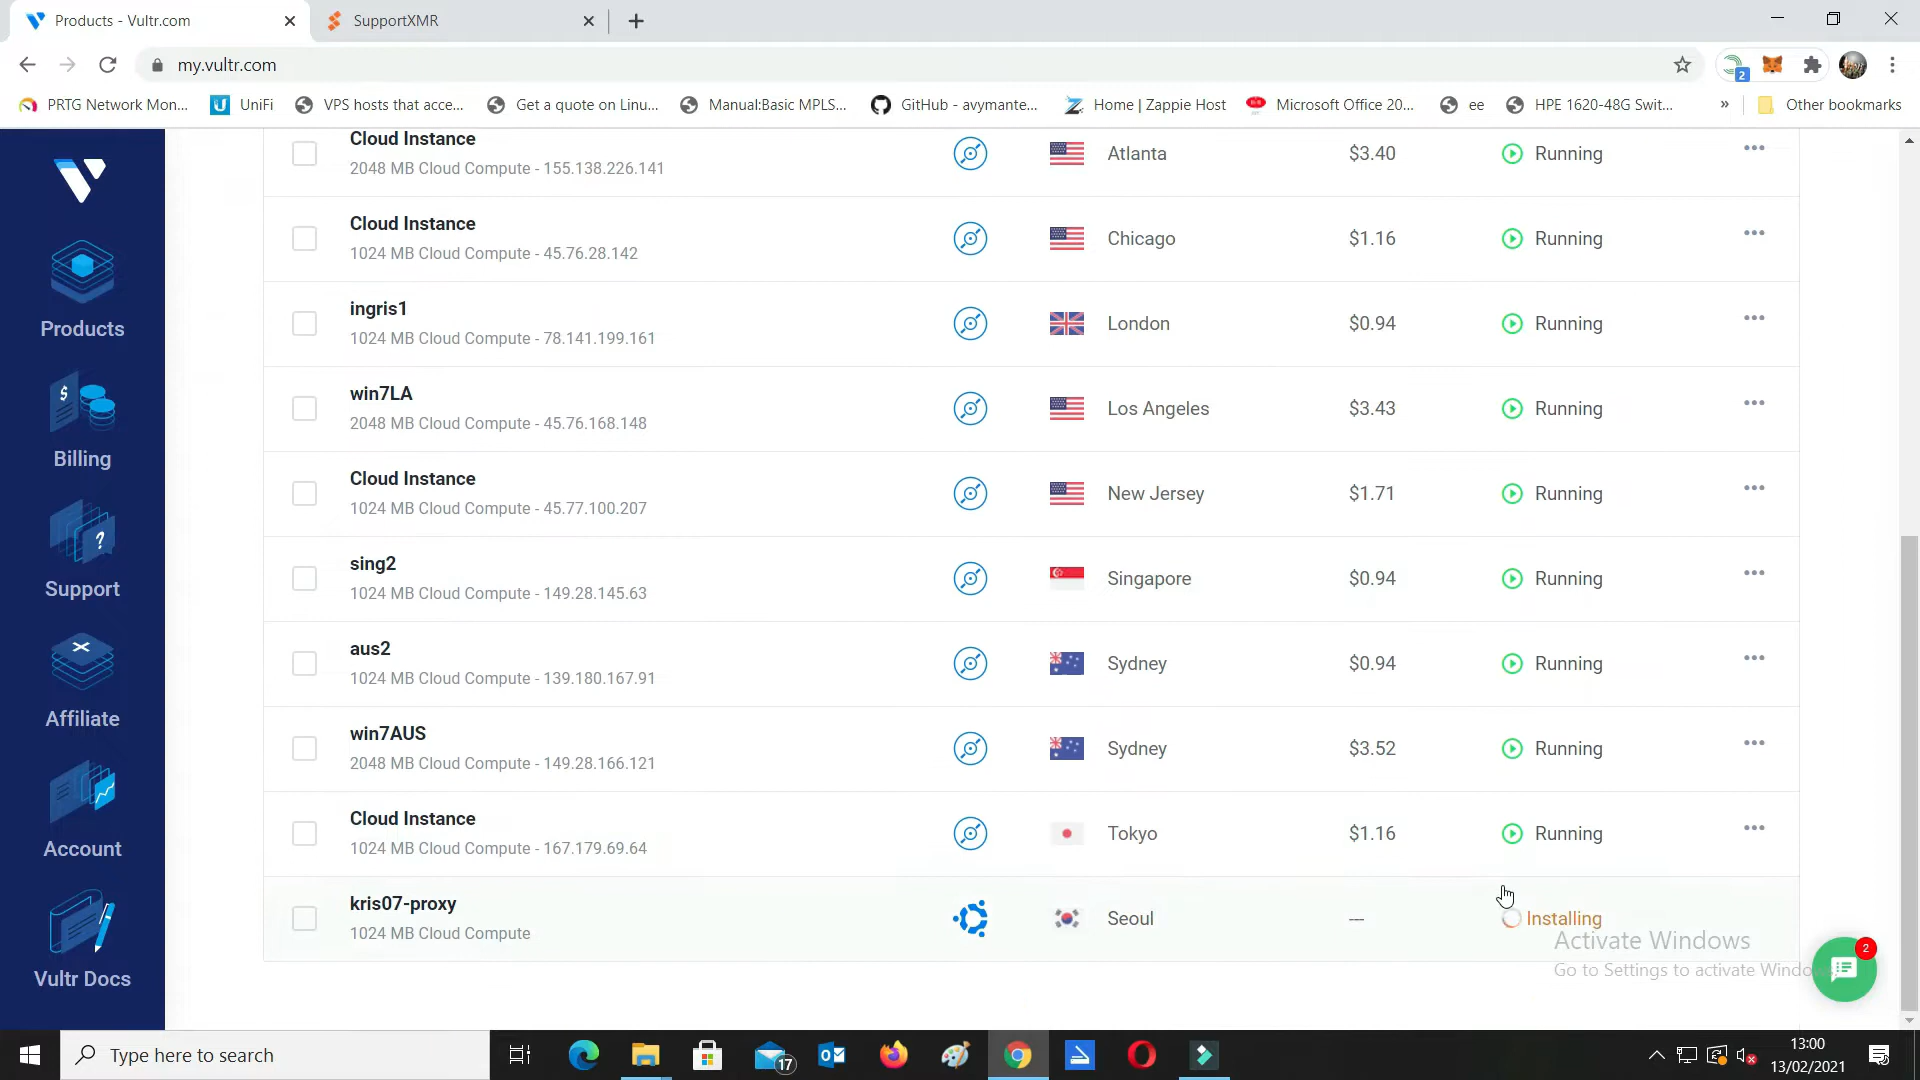 Products - Vultr.com
SupportXMR
my.vultr.com
2
PRTG Network Mon...
UniFi
VPS hosts that acce...
Get a quote on Linu...
Manual:Basic MPLS...
GitHub - avymante...
Home | Zappie Host
Microsoft Office 20...
ee
HPE 1620-48G Swit...
»
Other bookmarks
Products
Billing
Support
Affiliate
Account
Vultr Docs
Cloud Instance
2048 MB Cloud Compute - 155.138.226.141
Atlanta
$3.40
Running
Cloud Instance
1024 MB Cloud Compute - 45.76.28.142
Chicago
$1.16
Running
ingris1
1024 MB Cloud Compute - 78.141.199.161
London
$0.94
Running
win7LA
2048 MB Cloud Compute - 45.76.168.148
Los Angeles
$3.43
Running
Cloud Instance
1024 MB Cloud Compute - 45.77.100.207
New Jersey
$1.71
Running
sing2
1024 MB Cloud Compute - 149.28.145.63
Singapore
$0.94
Running
aus2
1024 MB Cloud Compute - 139.180.167.91
Sydney
$0.94
Running
win7AUS
2048 MB Cloud Compute - 149.28.166.121
Sydney
$3.52
Running
Cloud Instance
1024 MB Cloud Compute - 167.179.69.64
Tokyo
$1.16
Running
kris07-proxy
1024 MB Cloud Compute
Seoul
---
Installing
Activate Windows
Go to Settings to activate Windo
2
Type here to search
17
13:00
13/02/2021